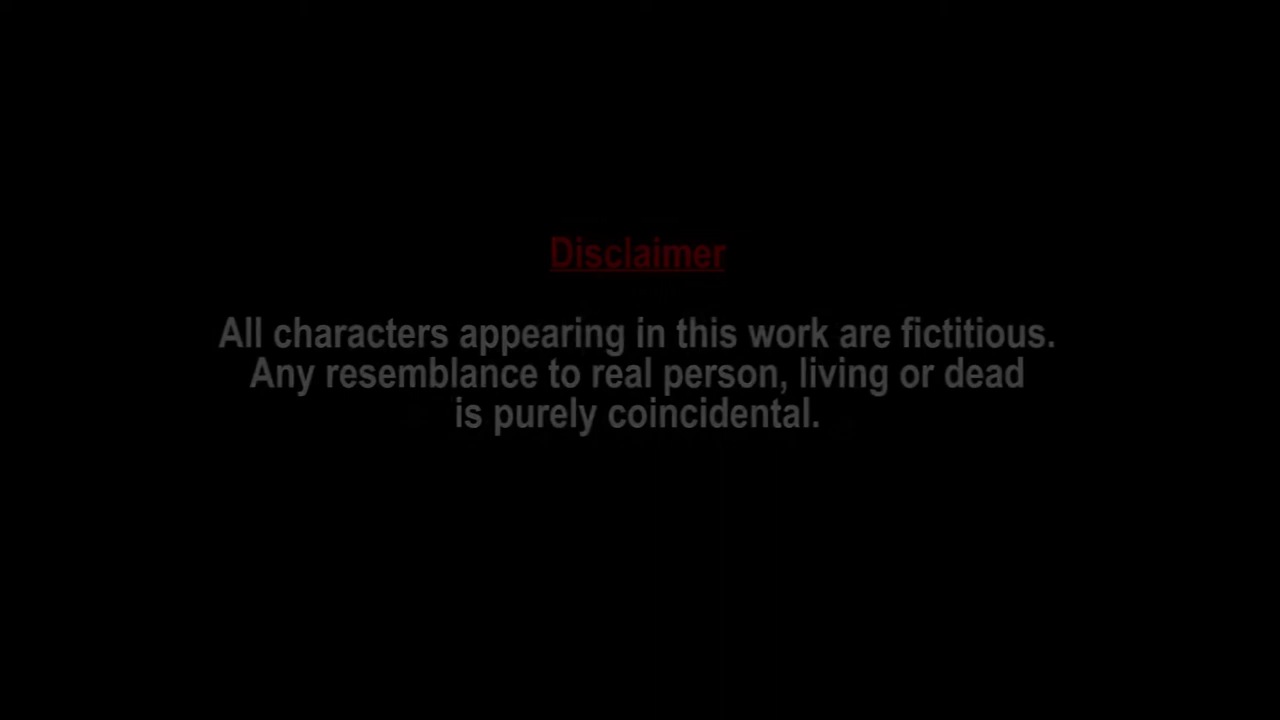 Disclaimer
All characters appearing in this work are fictitious.
Any resemblance to real person, living or dead
is purely coincidental.